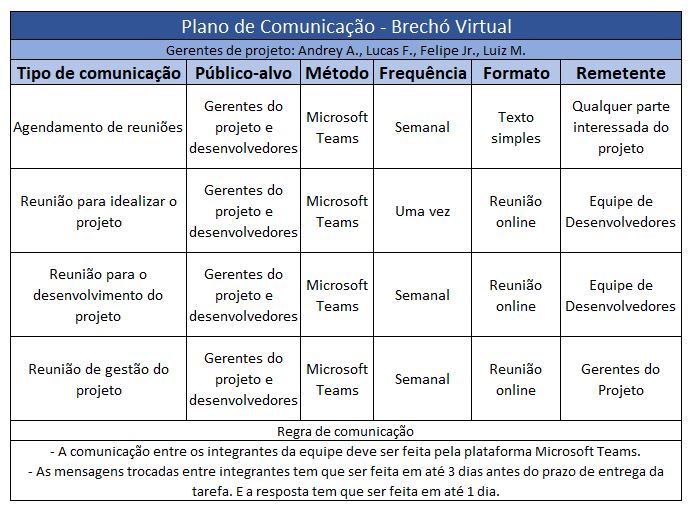 Plano de Comunicação - Brechó Virtual
Gerentes de projeto: Andrey A., Lucas F., Felipe Jr., Luiz M.
Tipo de comunicação Público-alvo Método Frequência Formato Remetente
Agendamento de reuniões
Gerentes do
projeto e
desenvolvedores
Microsoft
Teams
Semanal
Texto
simples
Qualquer parte
interessada do
projeto
Reunião para idealizar o
projeto
Gerentes do
projeto e
desenvolvedores
Microsoft
Teams
Uma vez
Reunião
online
Equipe de
Desenvolvedores
Reunião para o
desenvolvimento do
projeto
Gerentes do
projeto e
desenvolvedores
Microsoft
Teams
Semanal
Reunião
online
Equipe de
Desenvolvedores
Reunião de gestão do
projeto
Gerentes do
projeto e
desenvolvedores
Microsoft
Teams
Semanal
Reunião
online
Gerentes do
Projeto
Regra de comunicação
- A comunicação entre os integrantes da equipe deve ser feita pela plataforma Microsoft Teams.
- As mensagens trocadas entre integrantes tem que ser feita em até 3 dias antes do prazo de entrega da
tarefa. E a resposta tem que ser feita em até 1 dia.